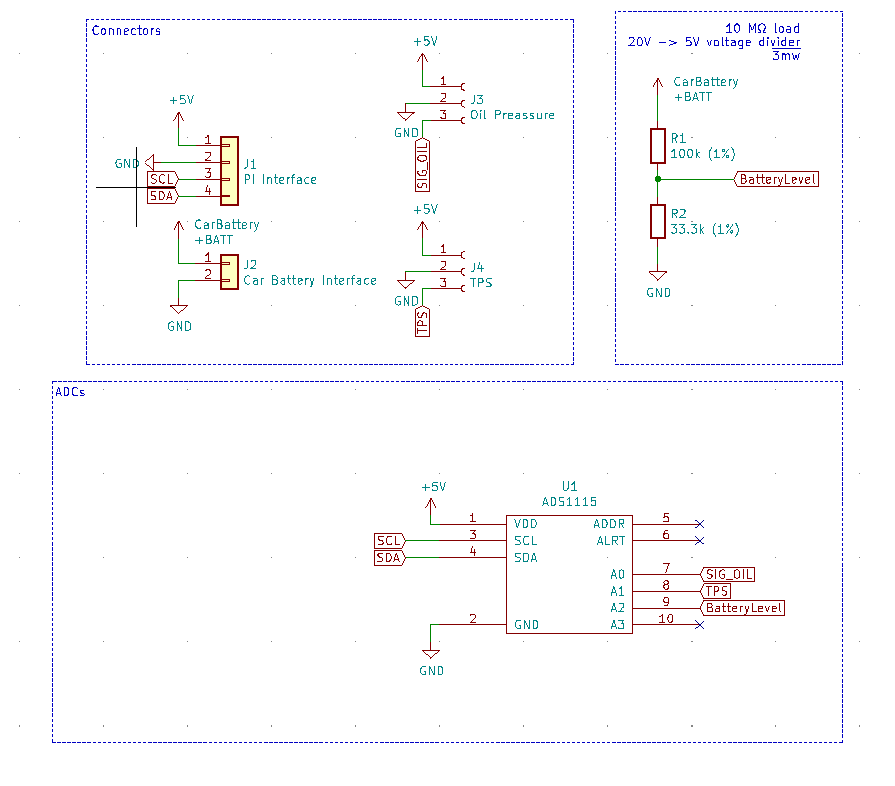 Connectors
+5V
1
2
3
4
GND
SCL
SDA
J1
PI Interface
CarBattery
+BATT
1
2
J2
Car Battery Interface
GND
+5V
1
2
3
GND
J3
Oil Preassure
SIG_OIL
+5V
1
2
3
GND
J4
TPS
TPS
10 MΩ load
20V -> 5V voltage divider
3mw
CarBattery
+BATT
R1
100k (1%)
BatteryLevel
R2
33.3k (1%)
GND
ADCs
U1
ADS1115
+5V
1
VDD
SCL
3
SCL
SDA
4
SDA
2
GND
GND
ADDR
5
ALRT
6
A0
7
SIG_OIL
A1
8
TPS
A2
9
BatteryLevel
A3
10